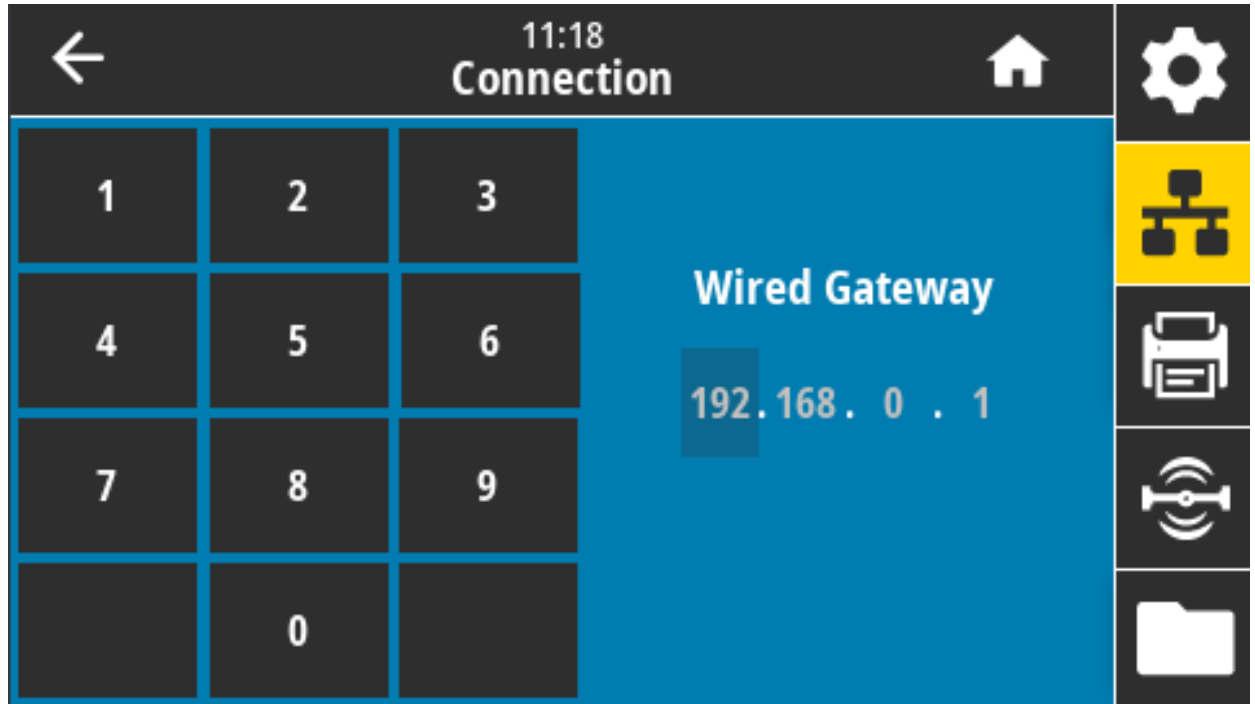 11:18
Connection
1 2 3
4 5 6
7 8 9
0
Wired Gateway
192.168. 0 . 1